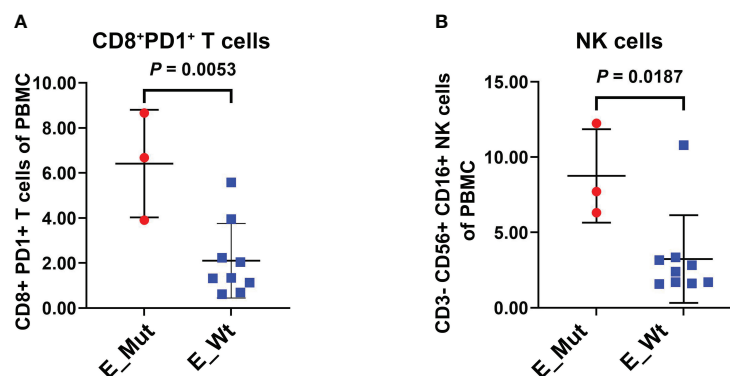 A
CD8⁺PD1⁺ T cells
P = 0.0053
CD8+ PD1+ T cells of PBMC
10.00
8.00
6.00
4.00
2.00
0.00
E_Mut
E_Wt
B
NK cells
P = 0.0187
CD3- CD56+ CD16+ NK cells
of PBMC
15.00
10.00
5.00
0.00
E_Mut
E_Wt